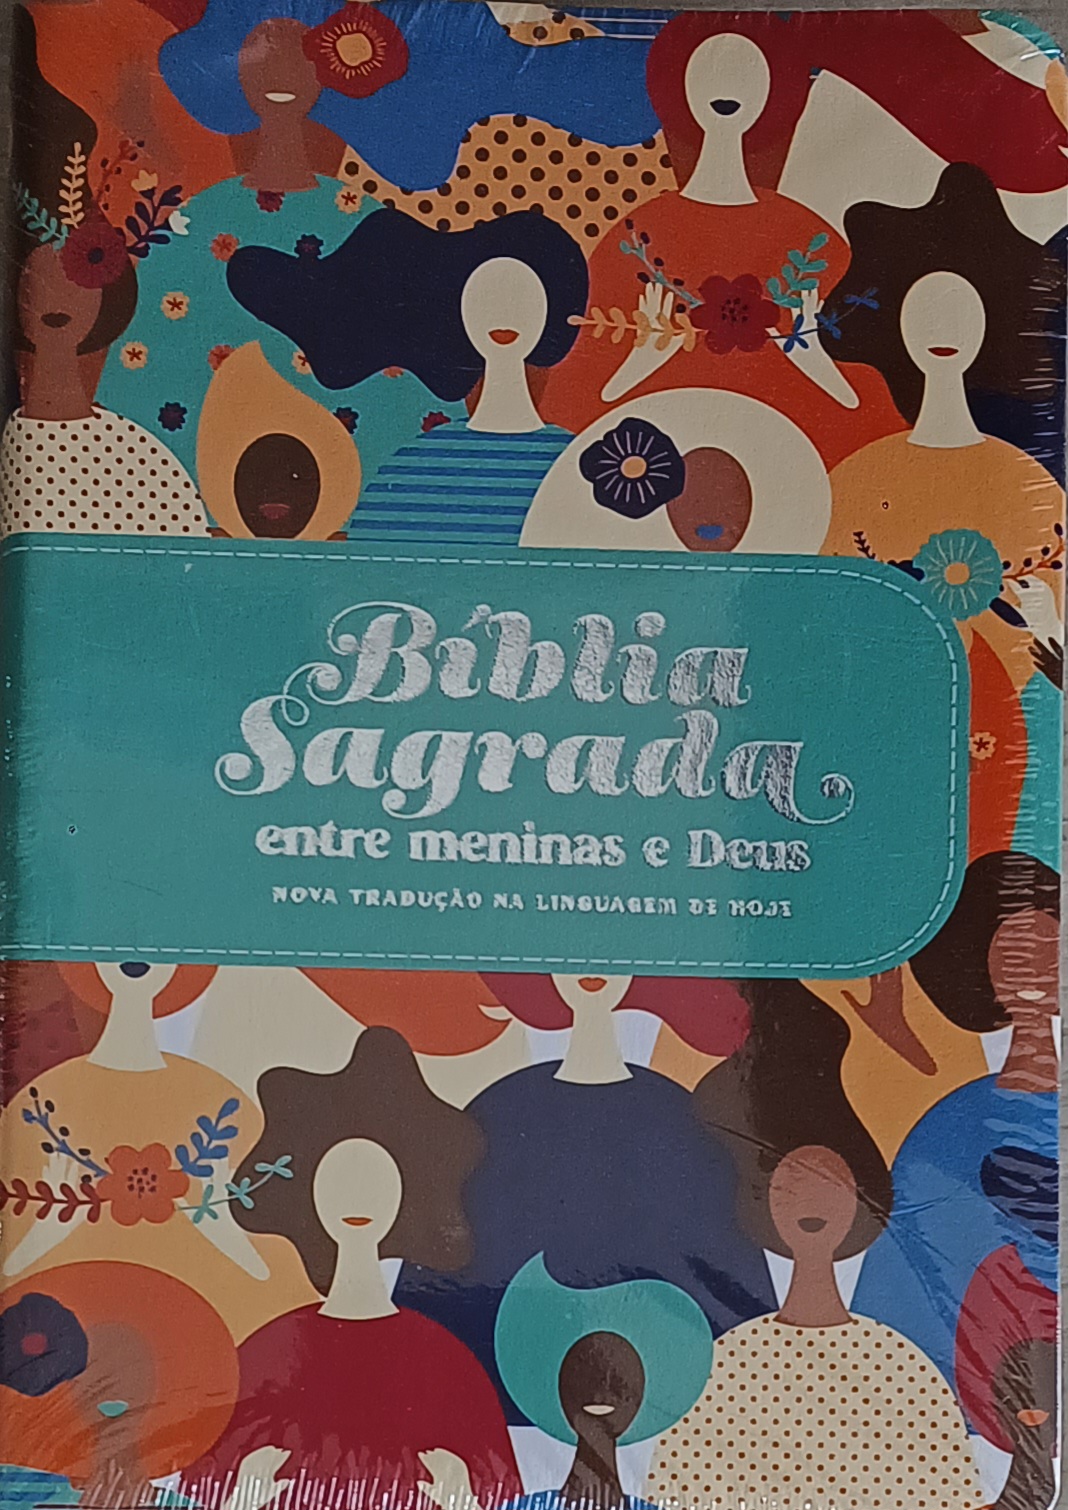 Bíblia
Sagrada
entre meninas e Deus
NOVA TRADUÇÃO NA LINGUAGEM DE HOJE